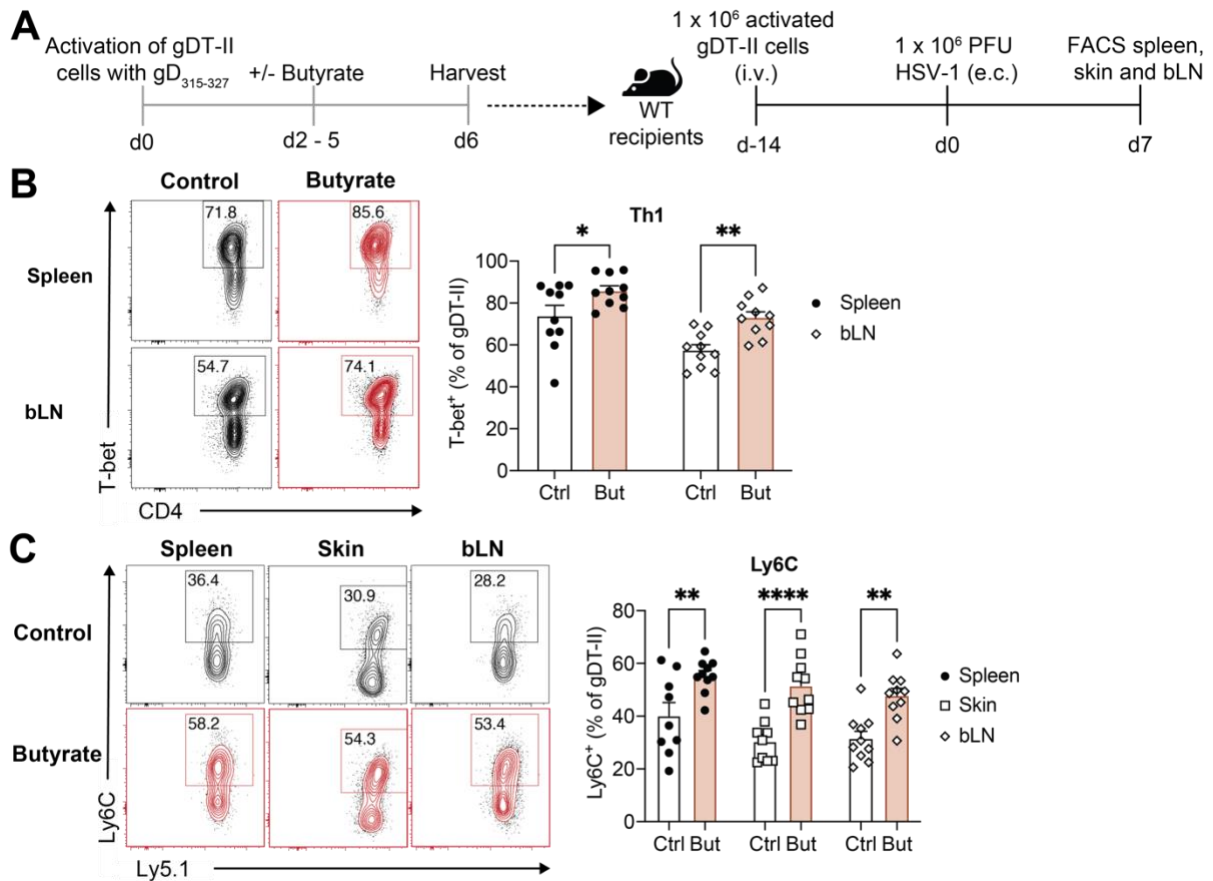 A
Activation of gDT-II
cells with gD₃₁₅₋₃₂₇
+/- Butyrate
Harvest
d0
d2 - 5
d6
WT
recipients
1 x 10⁶ activated
gDT-II cells
(i.v.)
1 x 10⁶ PFU
HSV-1 (e.c.)
FACS spleen,
skin and bLN
d-14
d0
d7
B
Control
Butyrate
Spleen
71.8
85.6
bLN
54.7
74.1
T-bet
CD4
Th1
T-bet⁺ (% of gDT-II)
100
80
60
40
20
0
*
**
Ctrl
But
Ctrl
But
Spleen
bLN
C
Spleen
Skin
bLN
Control
36.4
30.9
28.2
Butyrate
58.2
54.3
53.4
Ly6C
Ly5.1
Ly6C
Ly6C⁺ (% of gDT-II)
80
60
40
20
0
**
****
**
Ctrl But
Ctrl But
Ctrl But
Spleen
Skin
bLN